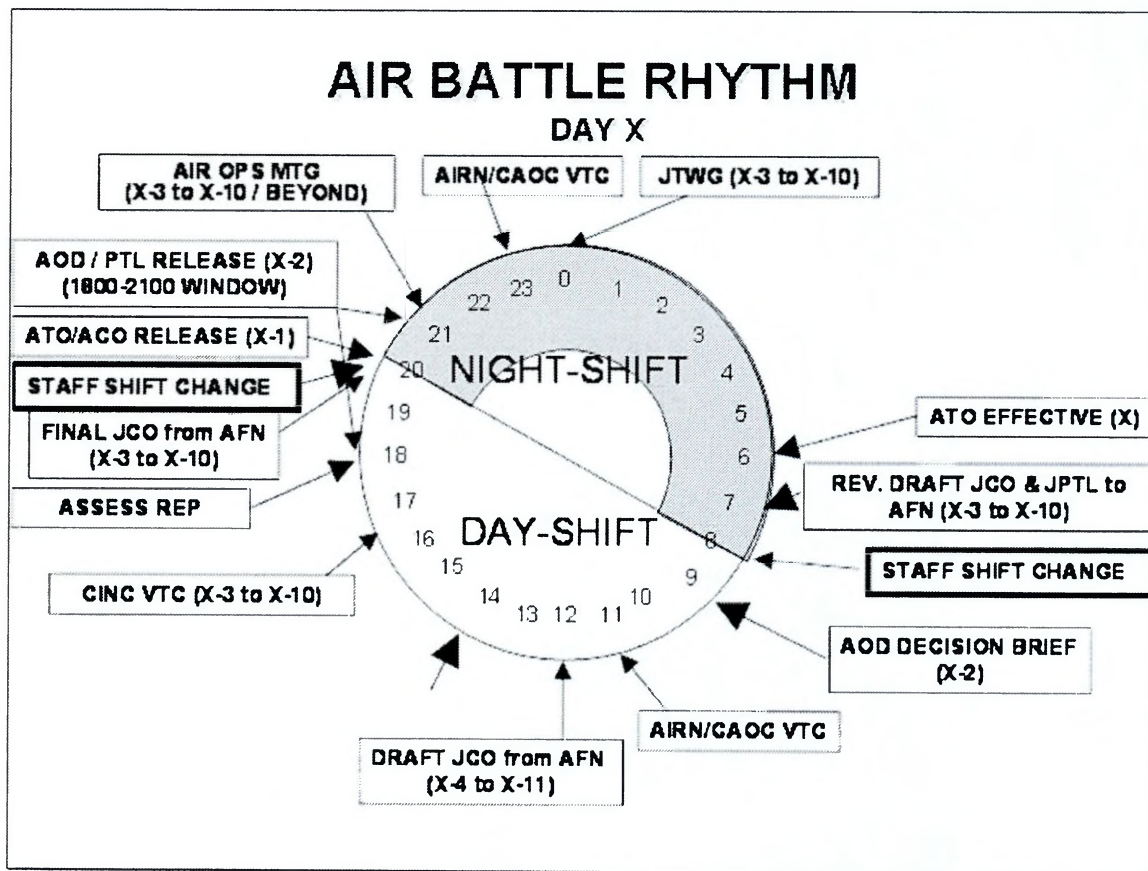 AIR BATTLE RHYTHM
DAY X
AIR OPS MTG
(X-3 to X-10 / BEYOND)
AIRN/CAOC VTC
JTWG (X-3 to X-10)
AOD / PTL RELEASE (X-2)
(1800-2100 WINDOW)
ATO/ACO RELEASE (X-1)
STAFF SHIFT CHANGE
FINAL JCO from AFN
(X-3 to X-10)
ASSESS REP
CINC VTC (X-3 to X-10)
DRAFT JCO from AFN
(X-4 to X-11)
AIRN/CAOC VTC
AOD DECISION BRIEF
(X-2)
STAFF SHIFT CHANGE
REV. DRAFT JCO & JPTL to
AFN (X-3 to X-10)
ATO EFFECTIVE (X)
NIGHT-SHIFT
DAY-SHIFT
0
1
2
3
4
5
6
7
8
9
10
11
12
13
14
15
16
17
18
19
20
21
22
23